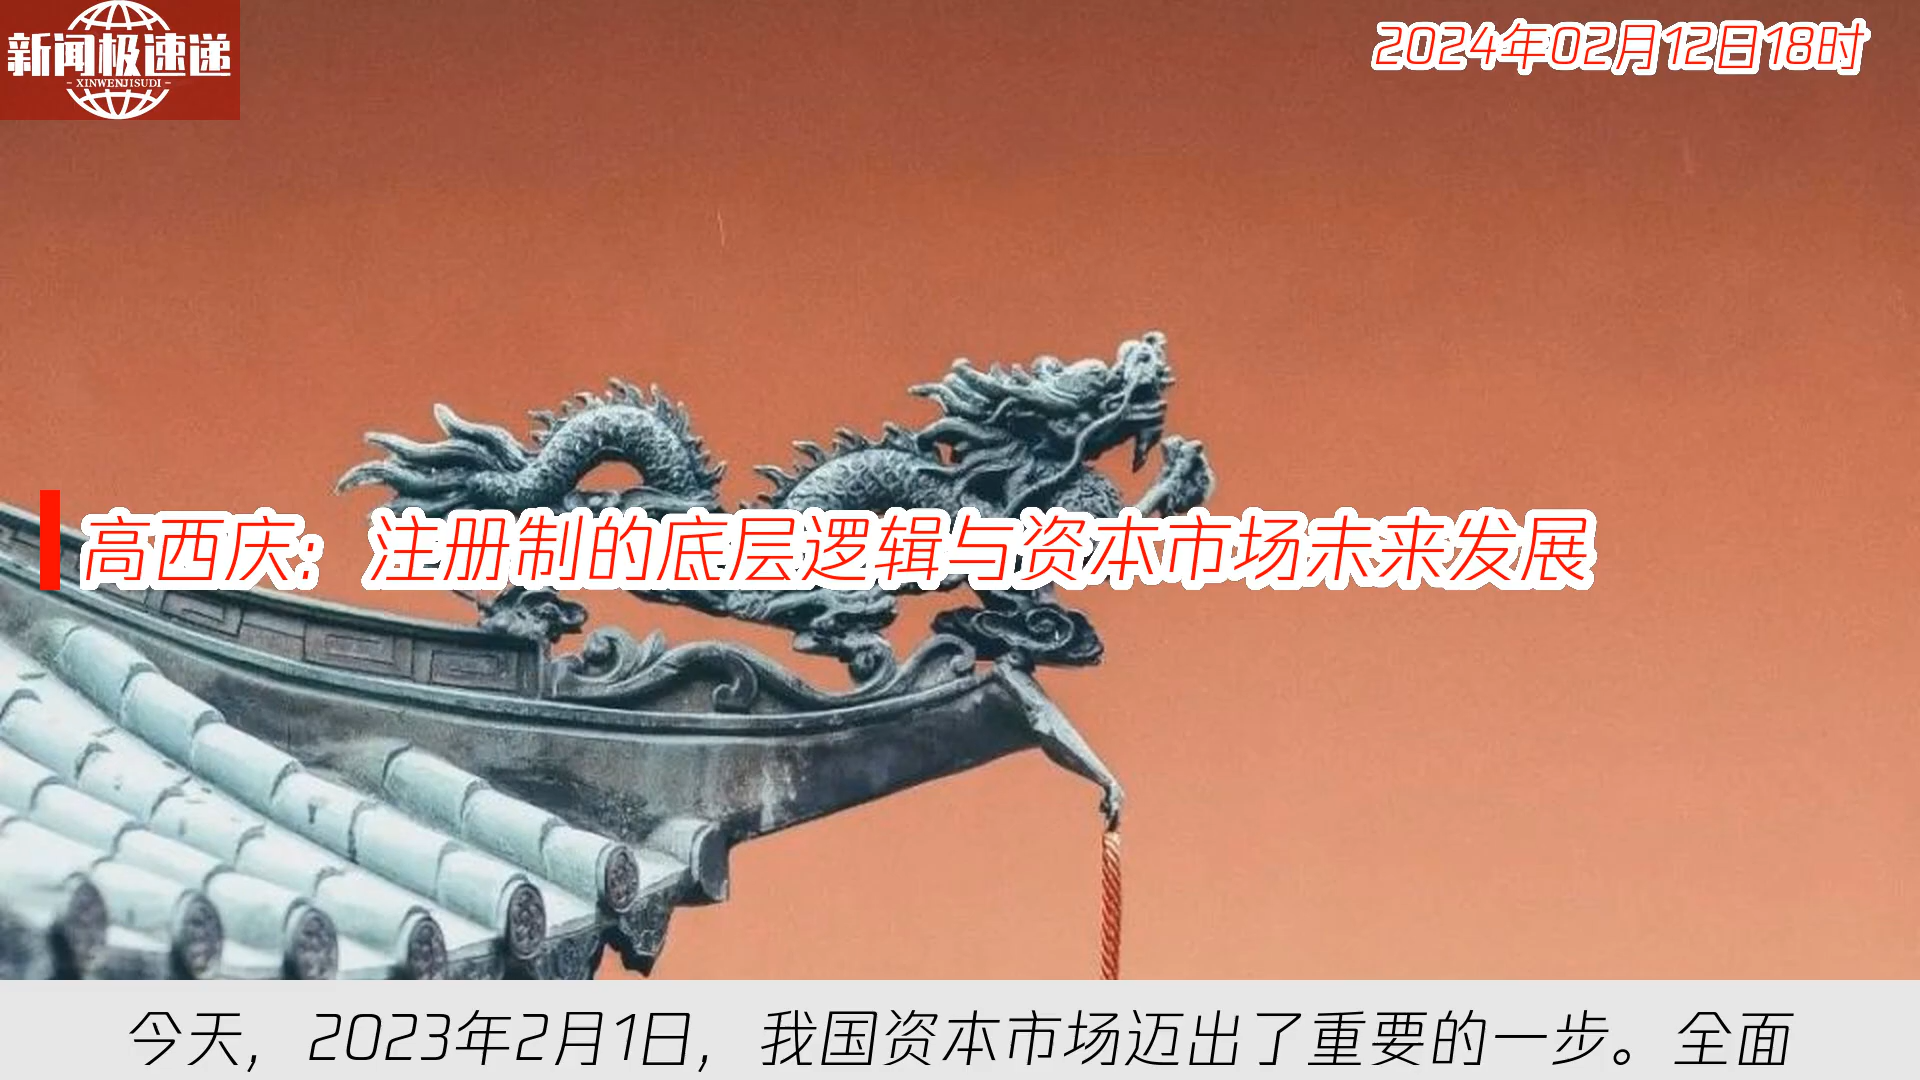 新闻极速递
XINWENJISUDI
2024年02月12日18时
高西庆：注册制的底层逻辑与资本市场未来发展
今天，2023年2月1日，我国资本市场迈出了重要的一步。全面